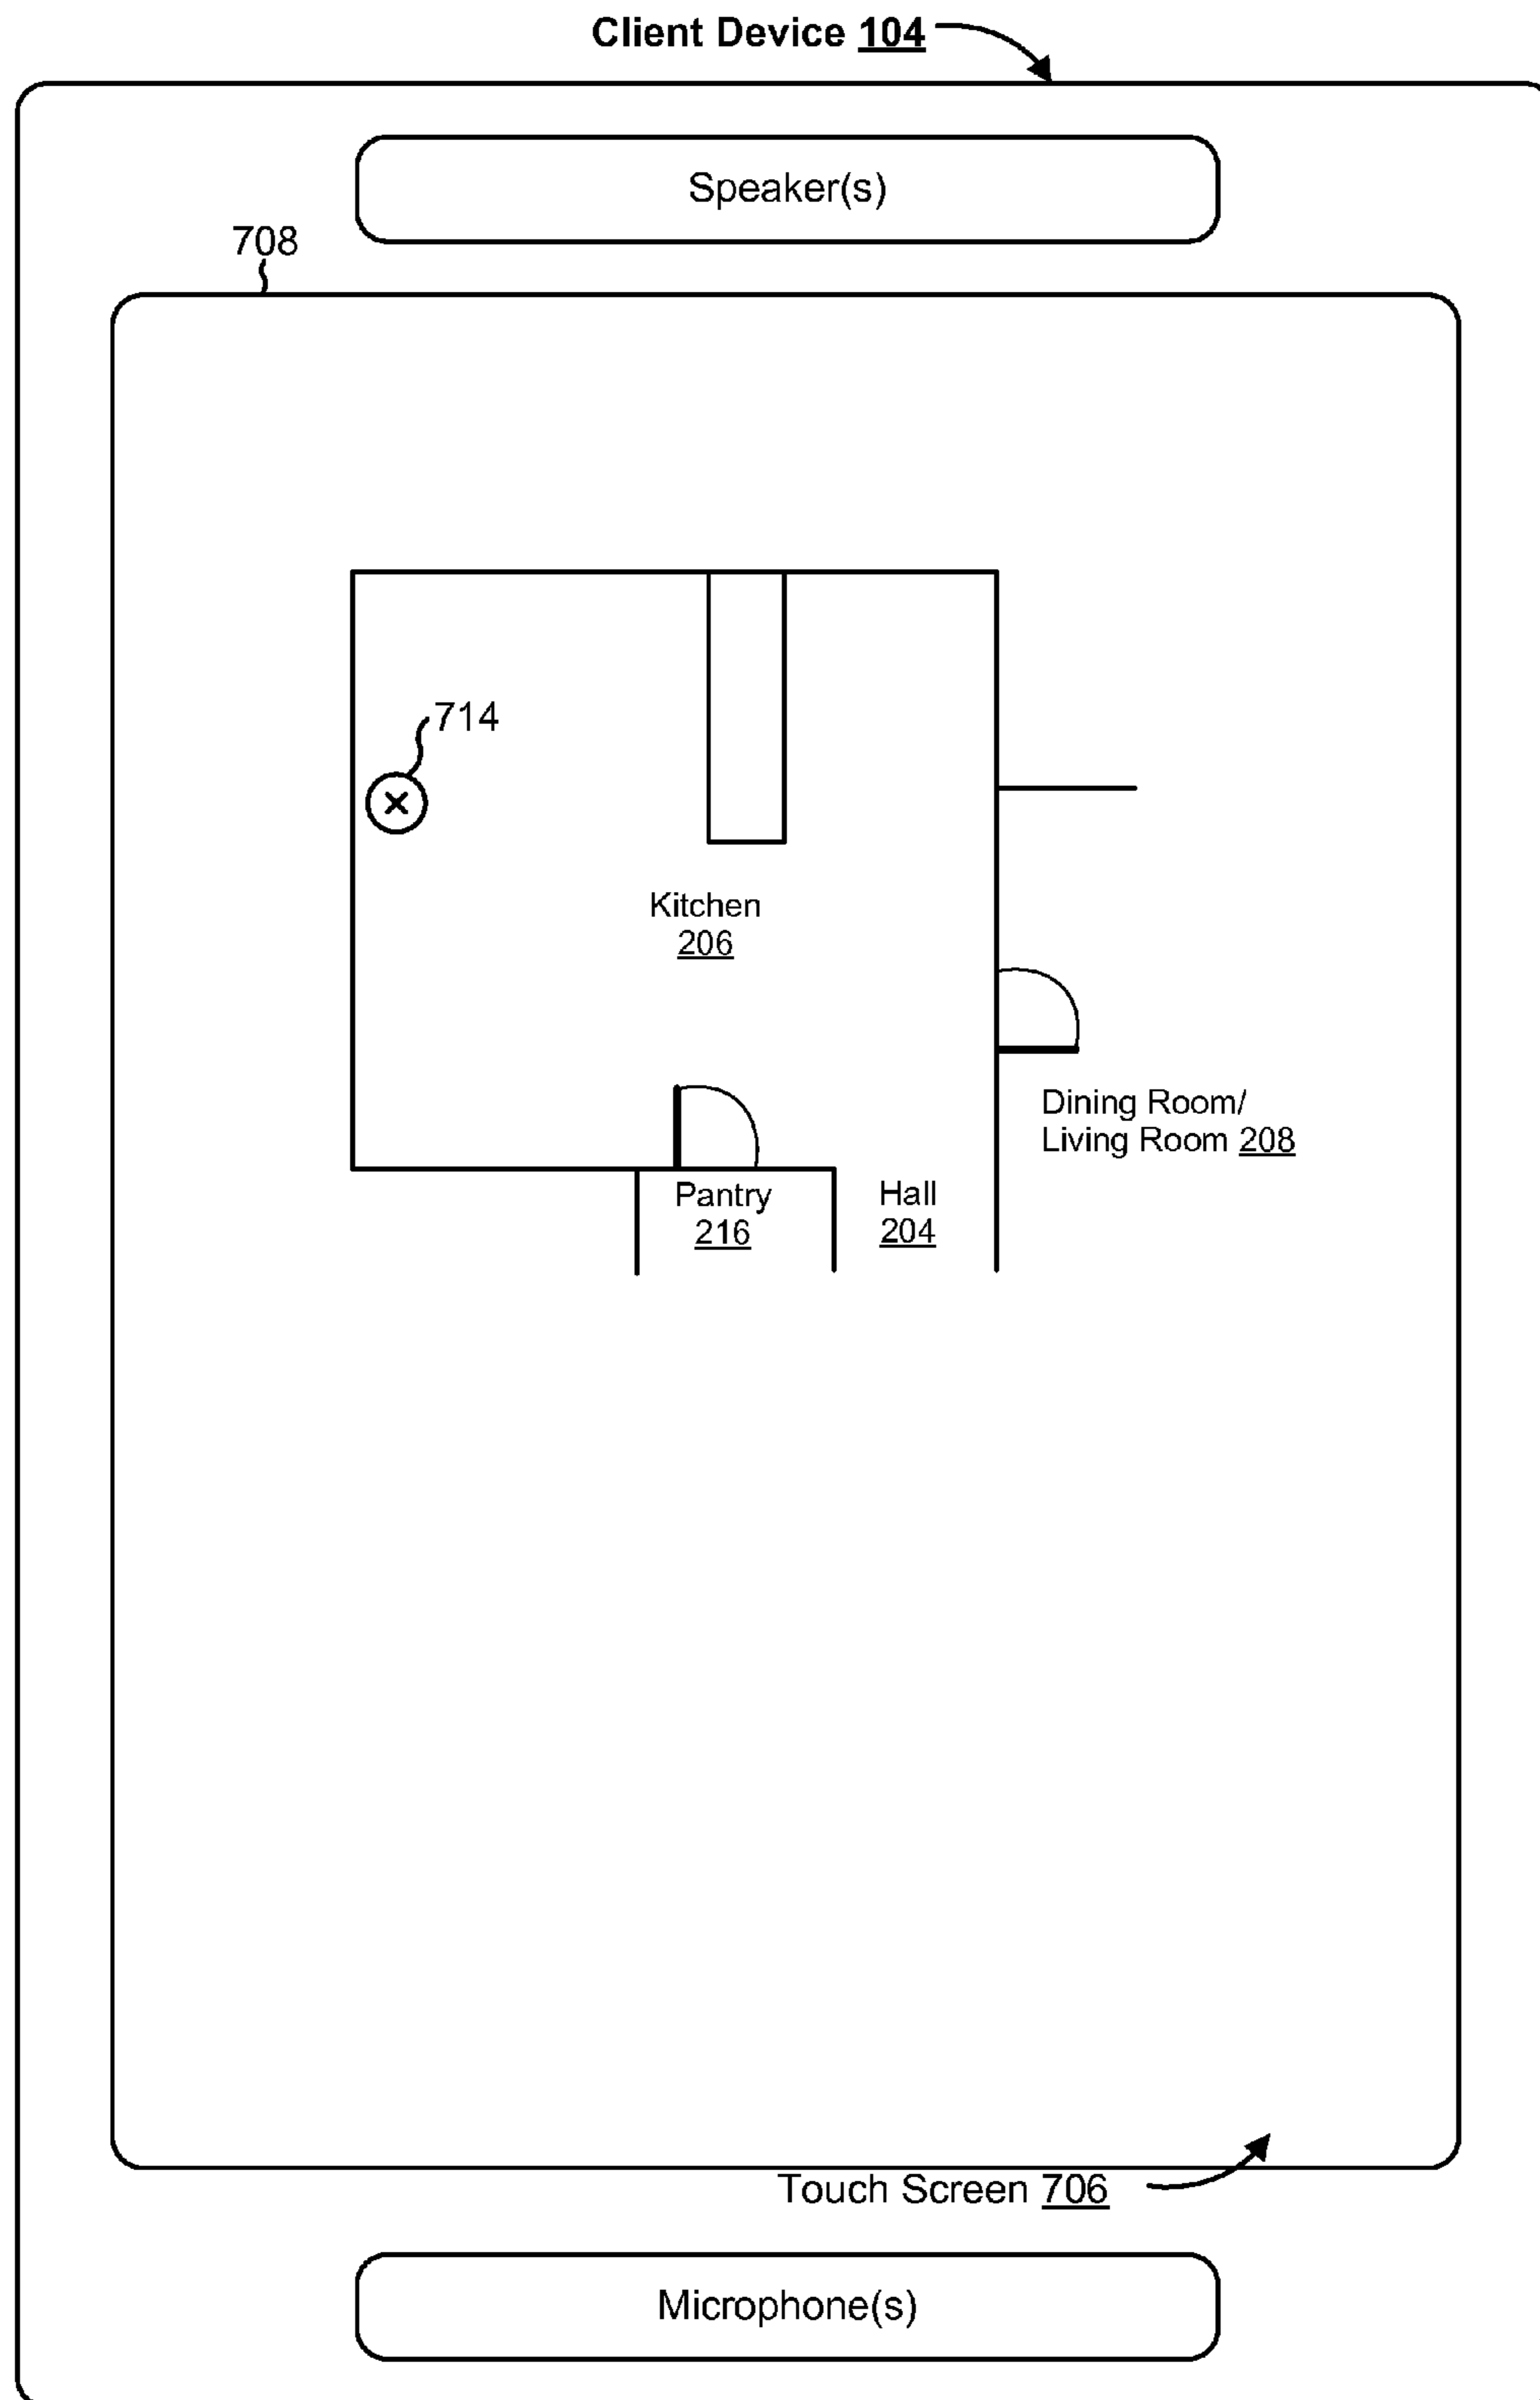 Client Device 104
Speaker(s)
708
714
Kitchen
206
Dining Room/
Living Room 208
Pantry
216
Hall
204
Touch Screen 706
Microphone(s)